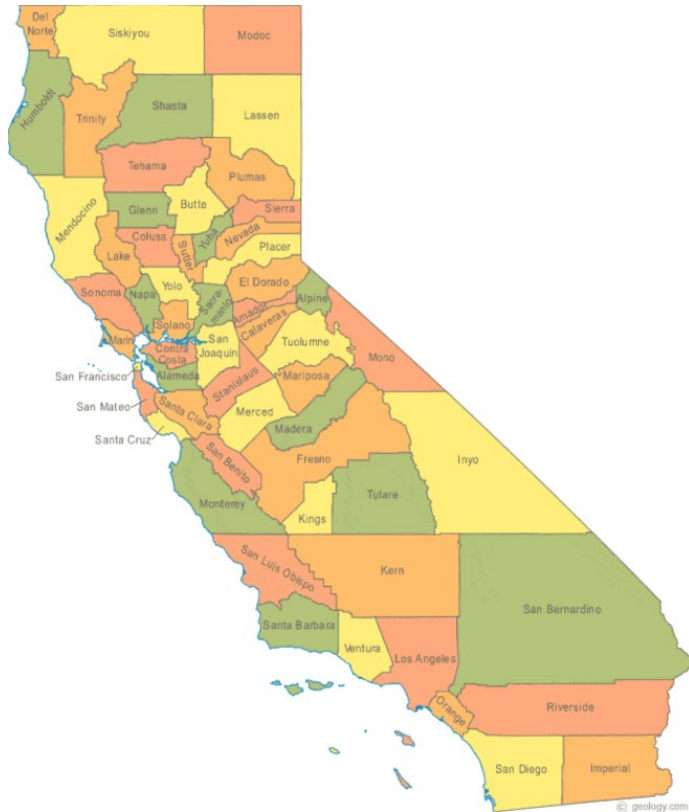 Del
Norte
Siskiyou
Modoc
Humboldt
Trinity
Shasta
Lassen
Tehama
Plumas
Mendocino
Glenn
Butte
Sierra
Colusa
Sutter
Yuba
Nevada
Placer
Lake
Sonoma
Napa
Yolo
Sacra-
mento
El Dorado
Alpine
Amador
Calaveras
Solano
Marin
Contra
Costa
San
Joaquin
Tuolumne
Mono
San Francisco
Alameda
Stanislaus
Mariposa
San Mateo
Santa Clara
Merced
Madera
Santa Cruz
San Benito
Fresno
Inyo
Monterey
Kings
Tulare
San Luis Obispo
Kern
San Bernardino
Santa Barbara
Ventura
Los Angeles
Orange
Riverside
San Diego
Imperial
© geology.com